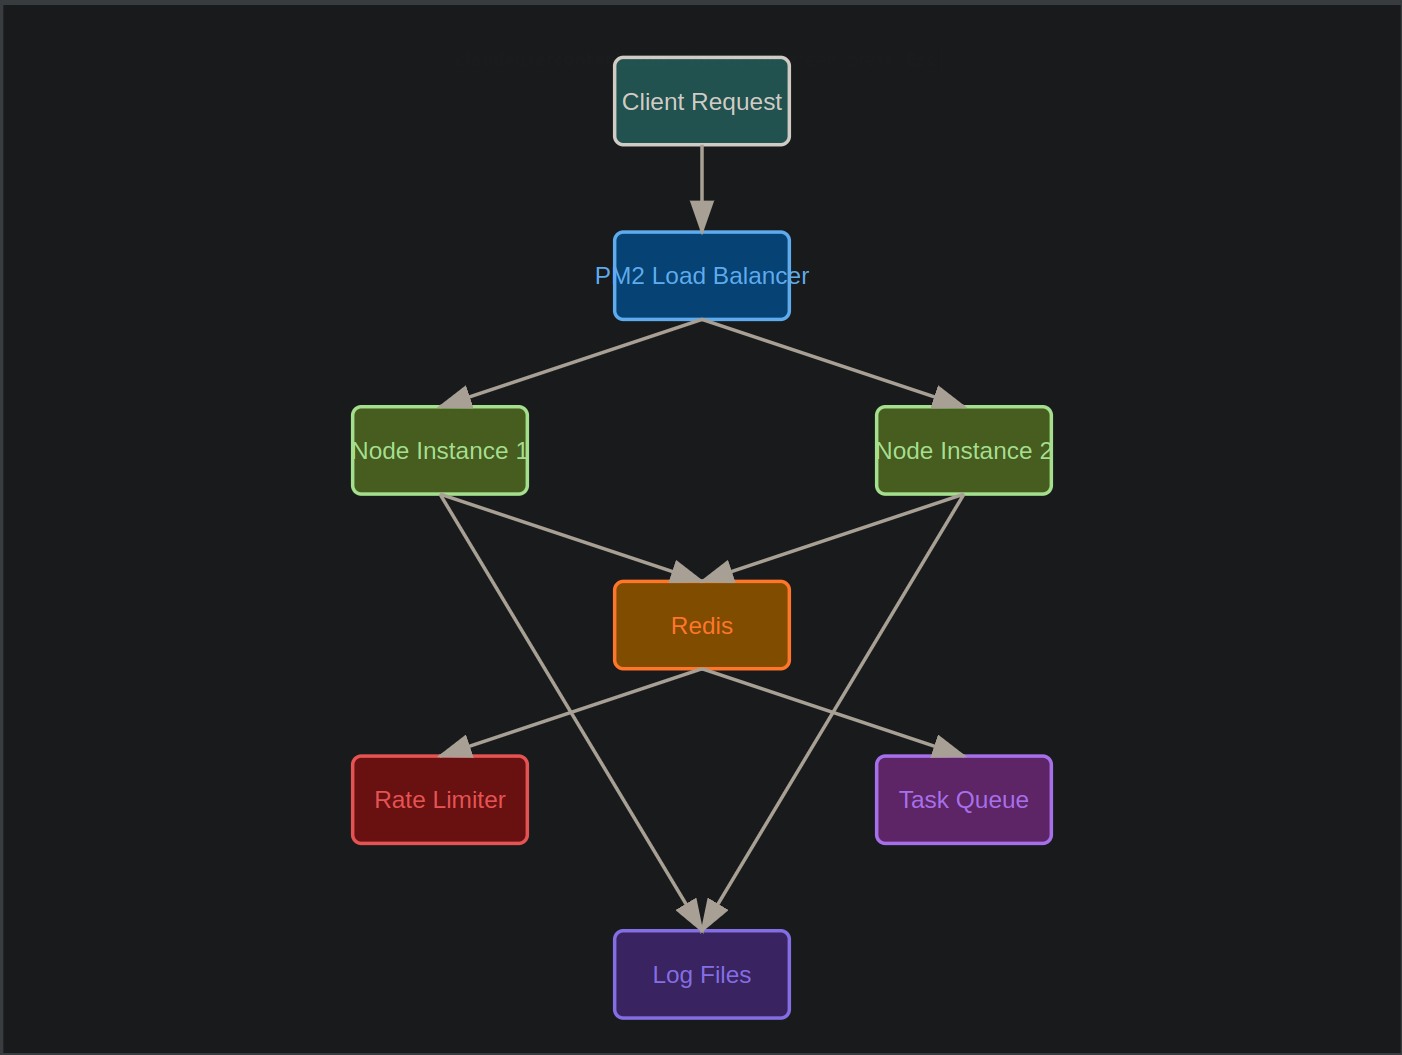 Client Request
PM2 Load Balancer
Node Instance 1
Node Instance 2
Redis
Rate Limiter
Task Queue
Log Files